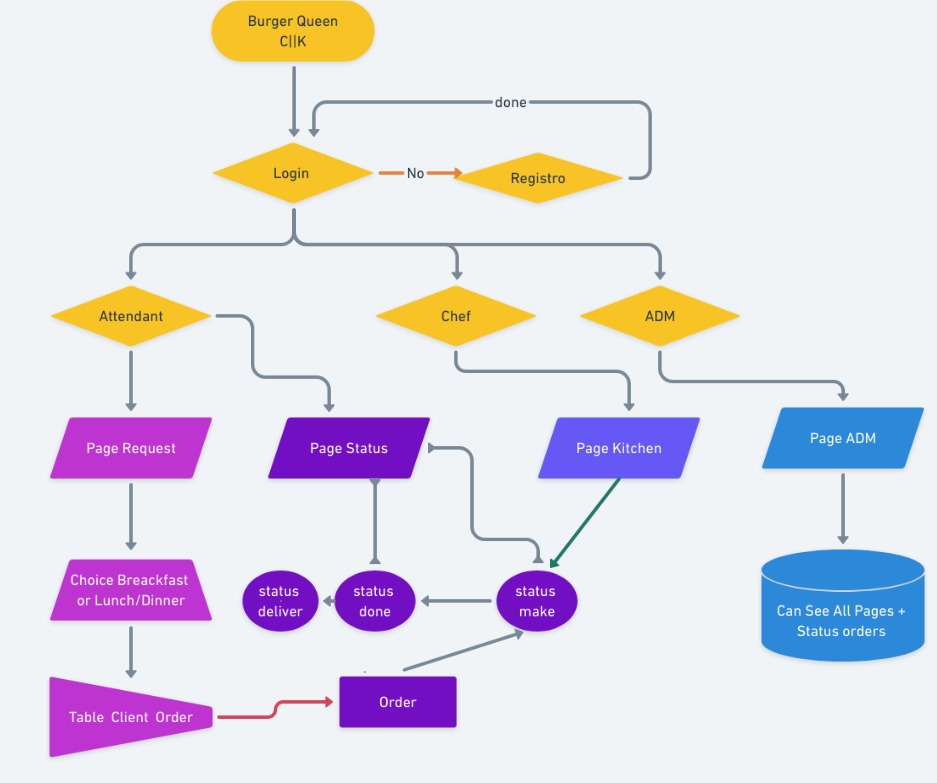 Burger Queen
C||K
done
Login
No
Registro
Attendant
Chef
ADM
Page Request
Page Status
Page Kitchen
Page ADM
Choice Breackfast
or Lunch/Dinner
status
deliver
status
done
status
make
Can See All Pages +
Status orders
Table Client Order
Order